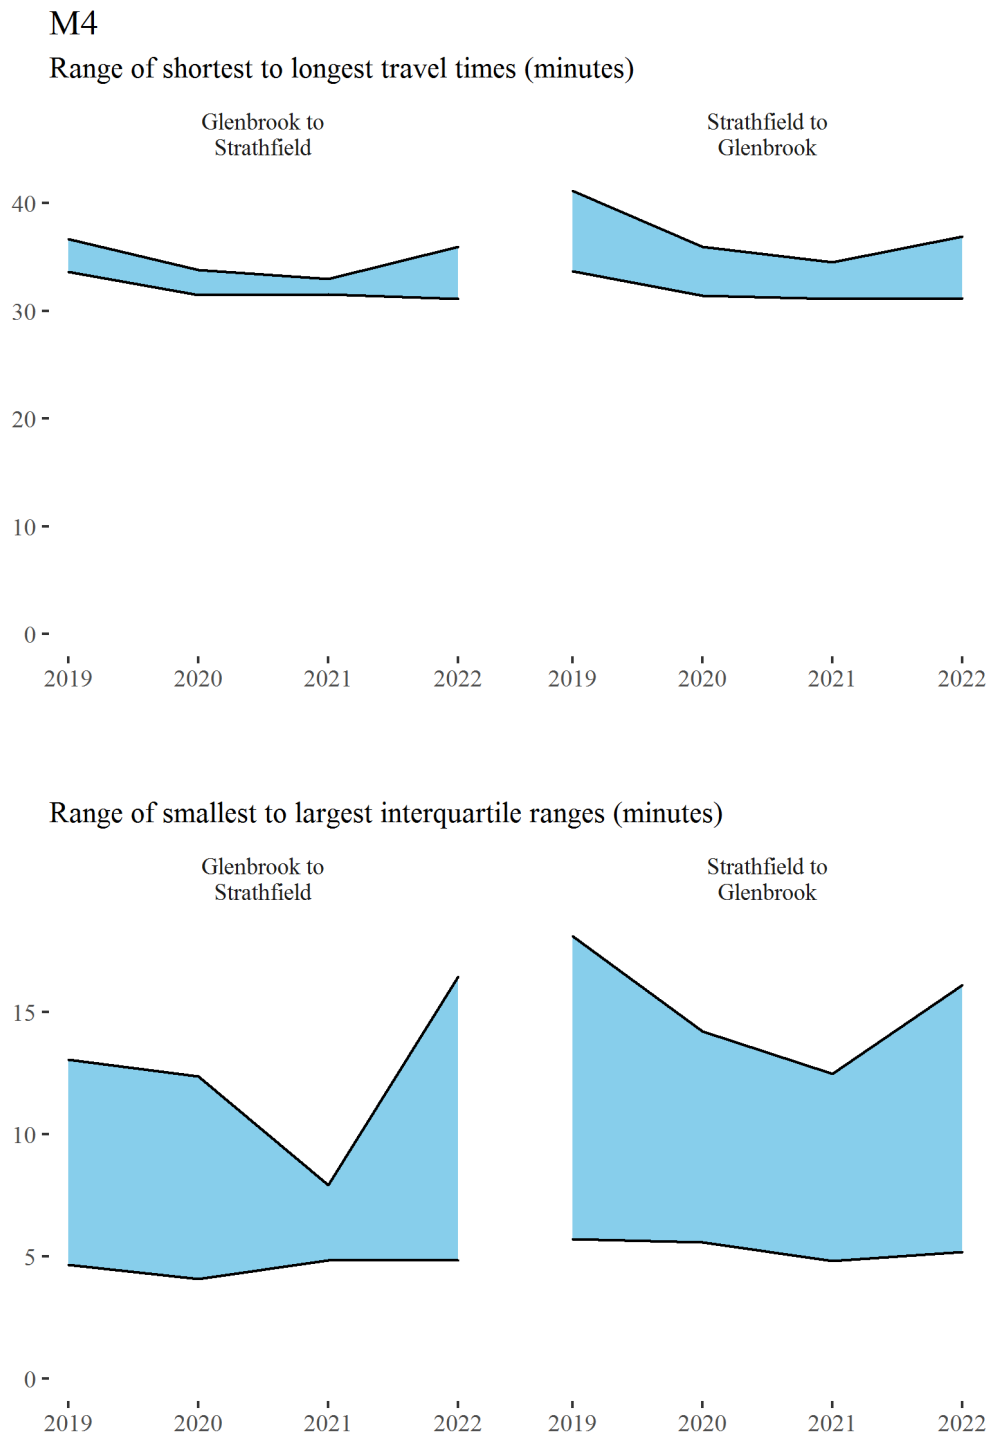 M4
Range of shortest to longest travel times (minutes)
Glenbrook to
Strathfield
Strathfield to
Glenbrook
40
30
20
10
0
2019 2020 2021 2022 2019 2020 2021 2022
Range of smallest to largest interquartile ranges (minutes)
Glenbrook to
Strathfield
Strathfield to
Glenbrook
15
10
5
0
2019 2020 2021 2022 2019 2020 2021 2022